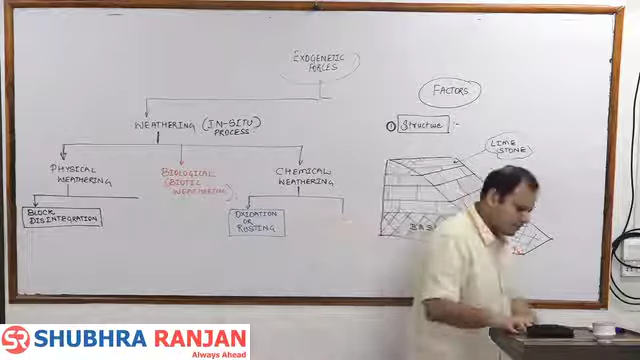 EXOGENETIC
FORCES
FACTORS
WEATHERING (IN-SITU
PROCESS)
① Structure :-
LIME
STONE
PHYSICAL
WEATHERING
BIOLOGICAL
(BIOTIC
WEATHERING)
CHEMICAL
WEATHERING
BLOCK
DISINTEGRATION
OXIDATION
OR
RUSTING
SR SHUBHRA RANJAN
Always Ahead